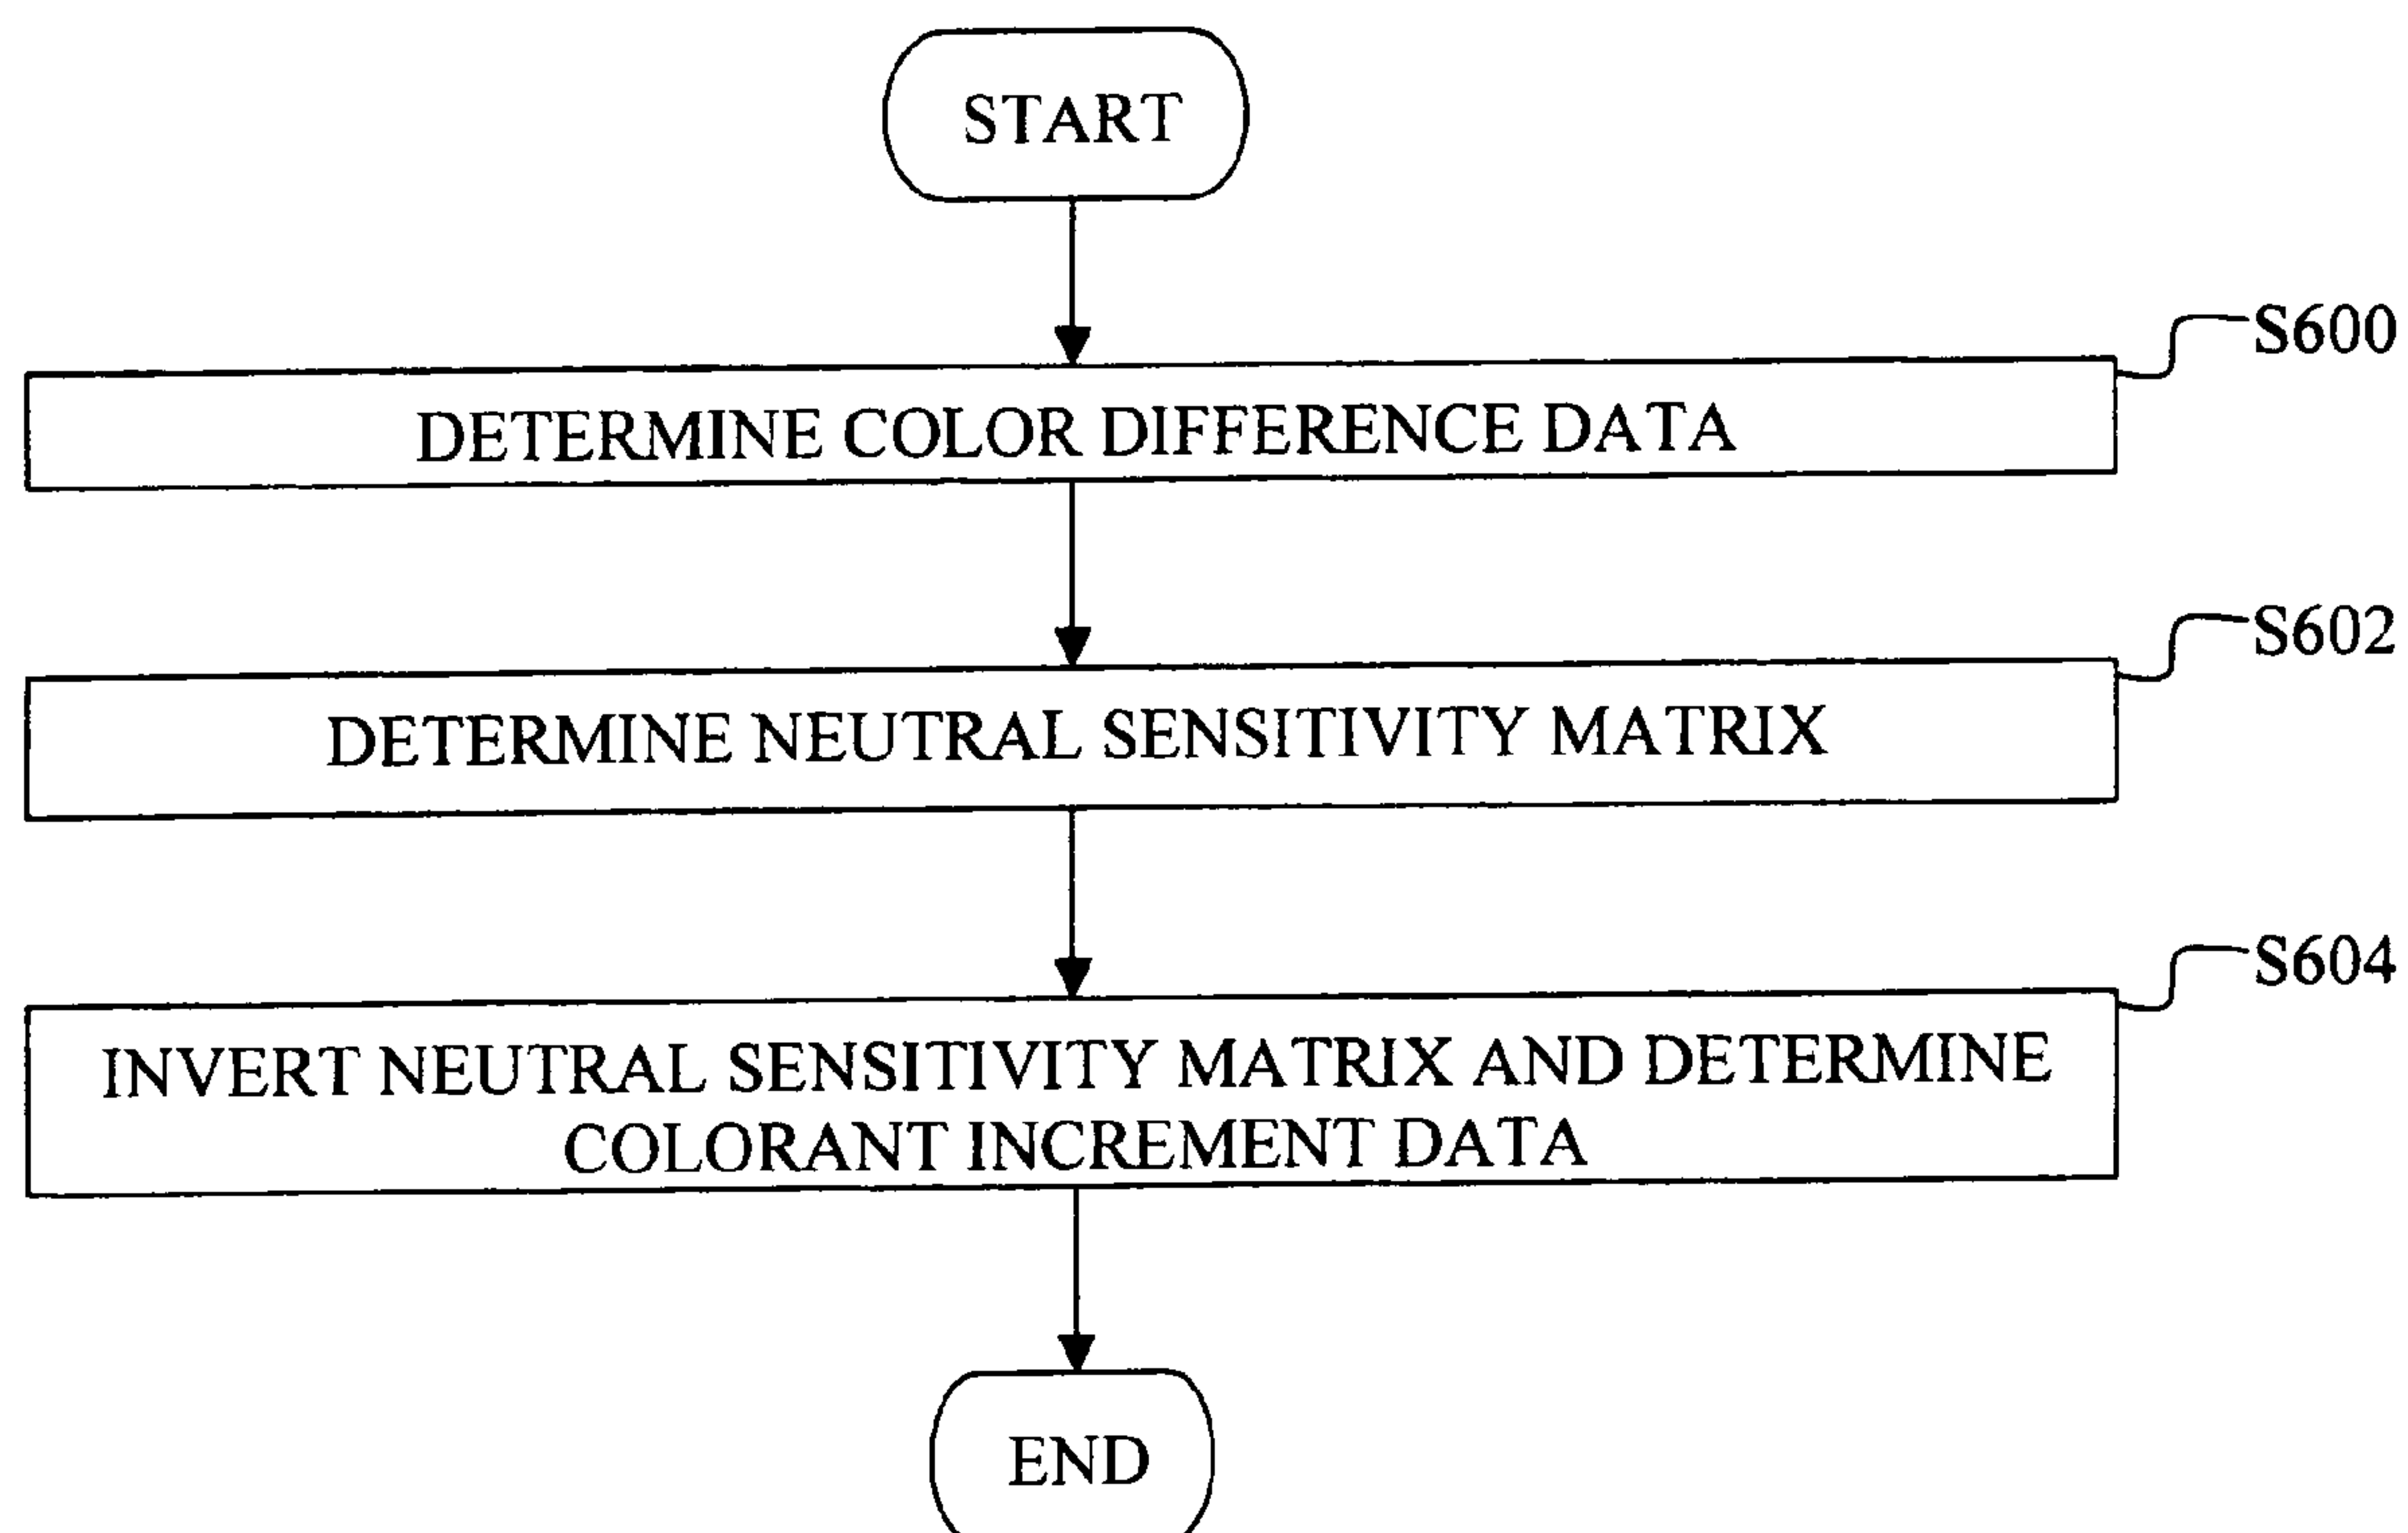 START
S600
DETERMINE COLOR DIFFERENCE DATA
S602
DETERMINE NEUTRAL SENSITIVITY MATRIX
S604
INVERT NEUTRAL SENSITIVITY MATRIX AND DETERMINE
COLORANT INCREMENT DATA
END